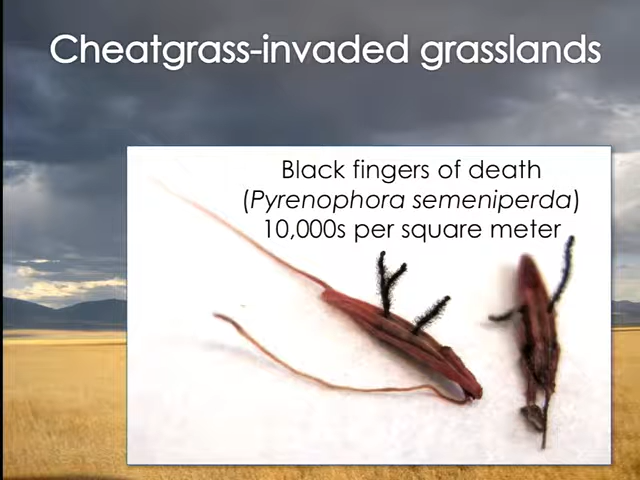 Cheatgrass-invaded grasslands
Black fingers of death
(Pyrenophora semeniperda)
10,000s per square meter